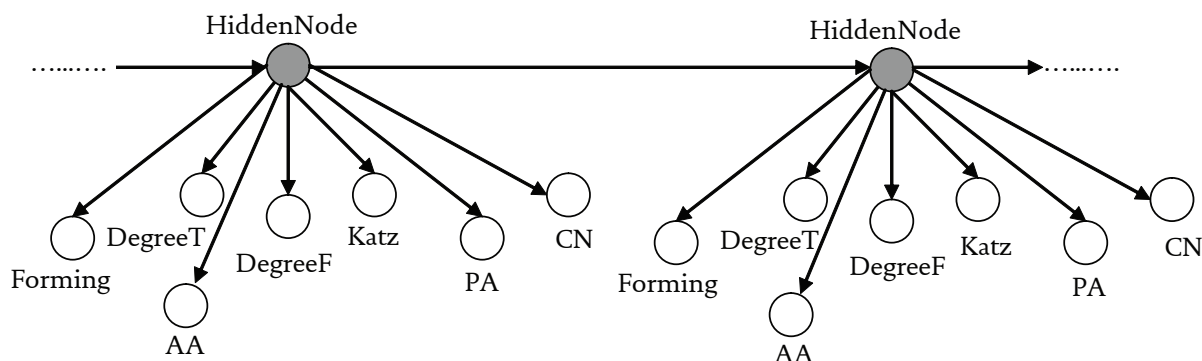 HiddenNode
HiddenNode
…...….
…...….
DegreeT
DegreeF
Katz
CN
Forming
PA
AA
DegreeT
DegreeF
Katz
CN
Forming
PA
AA